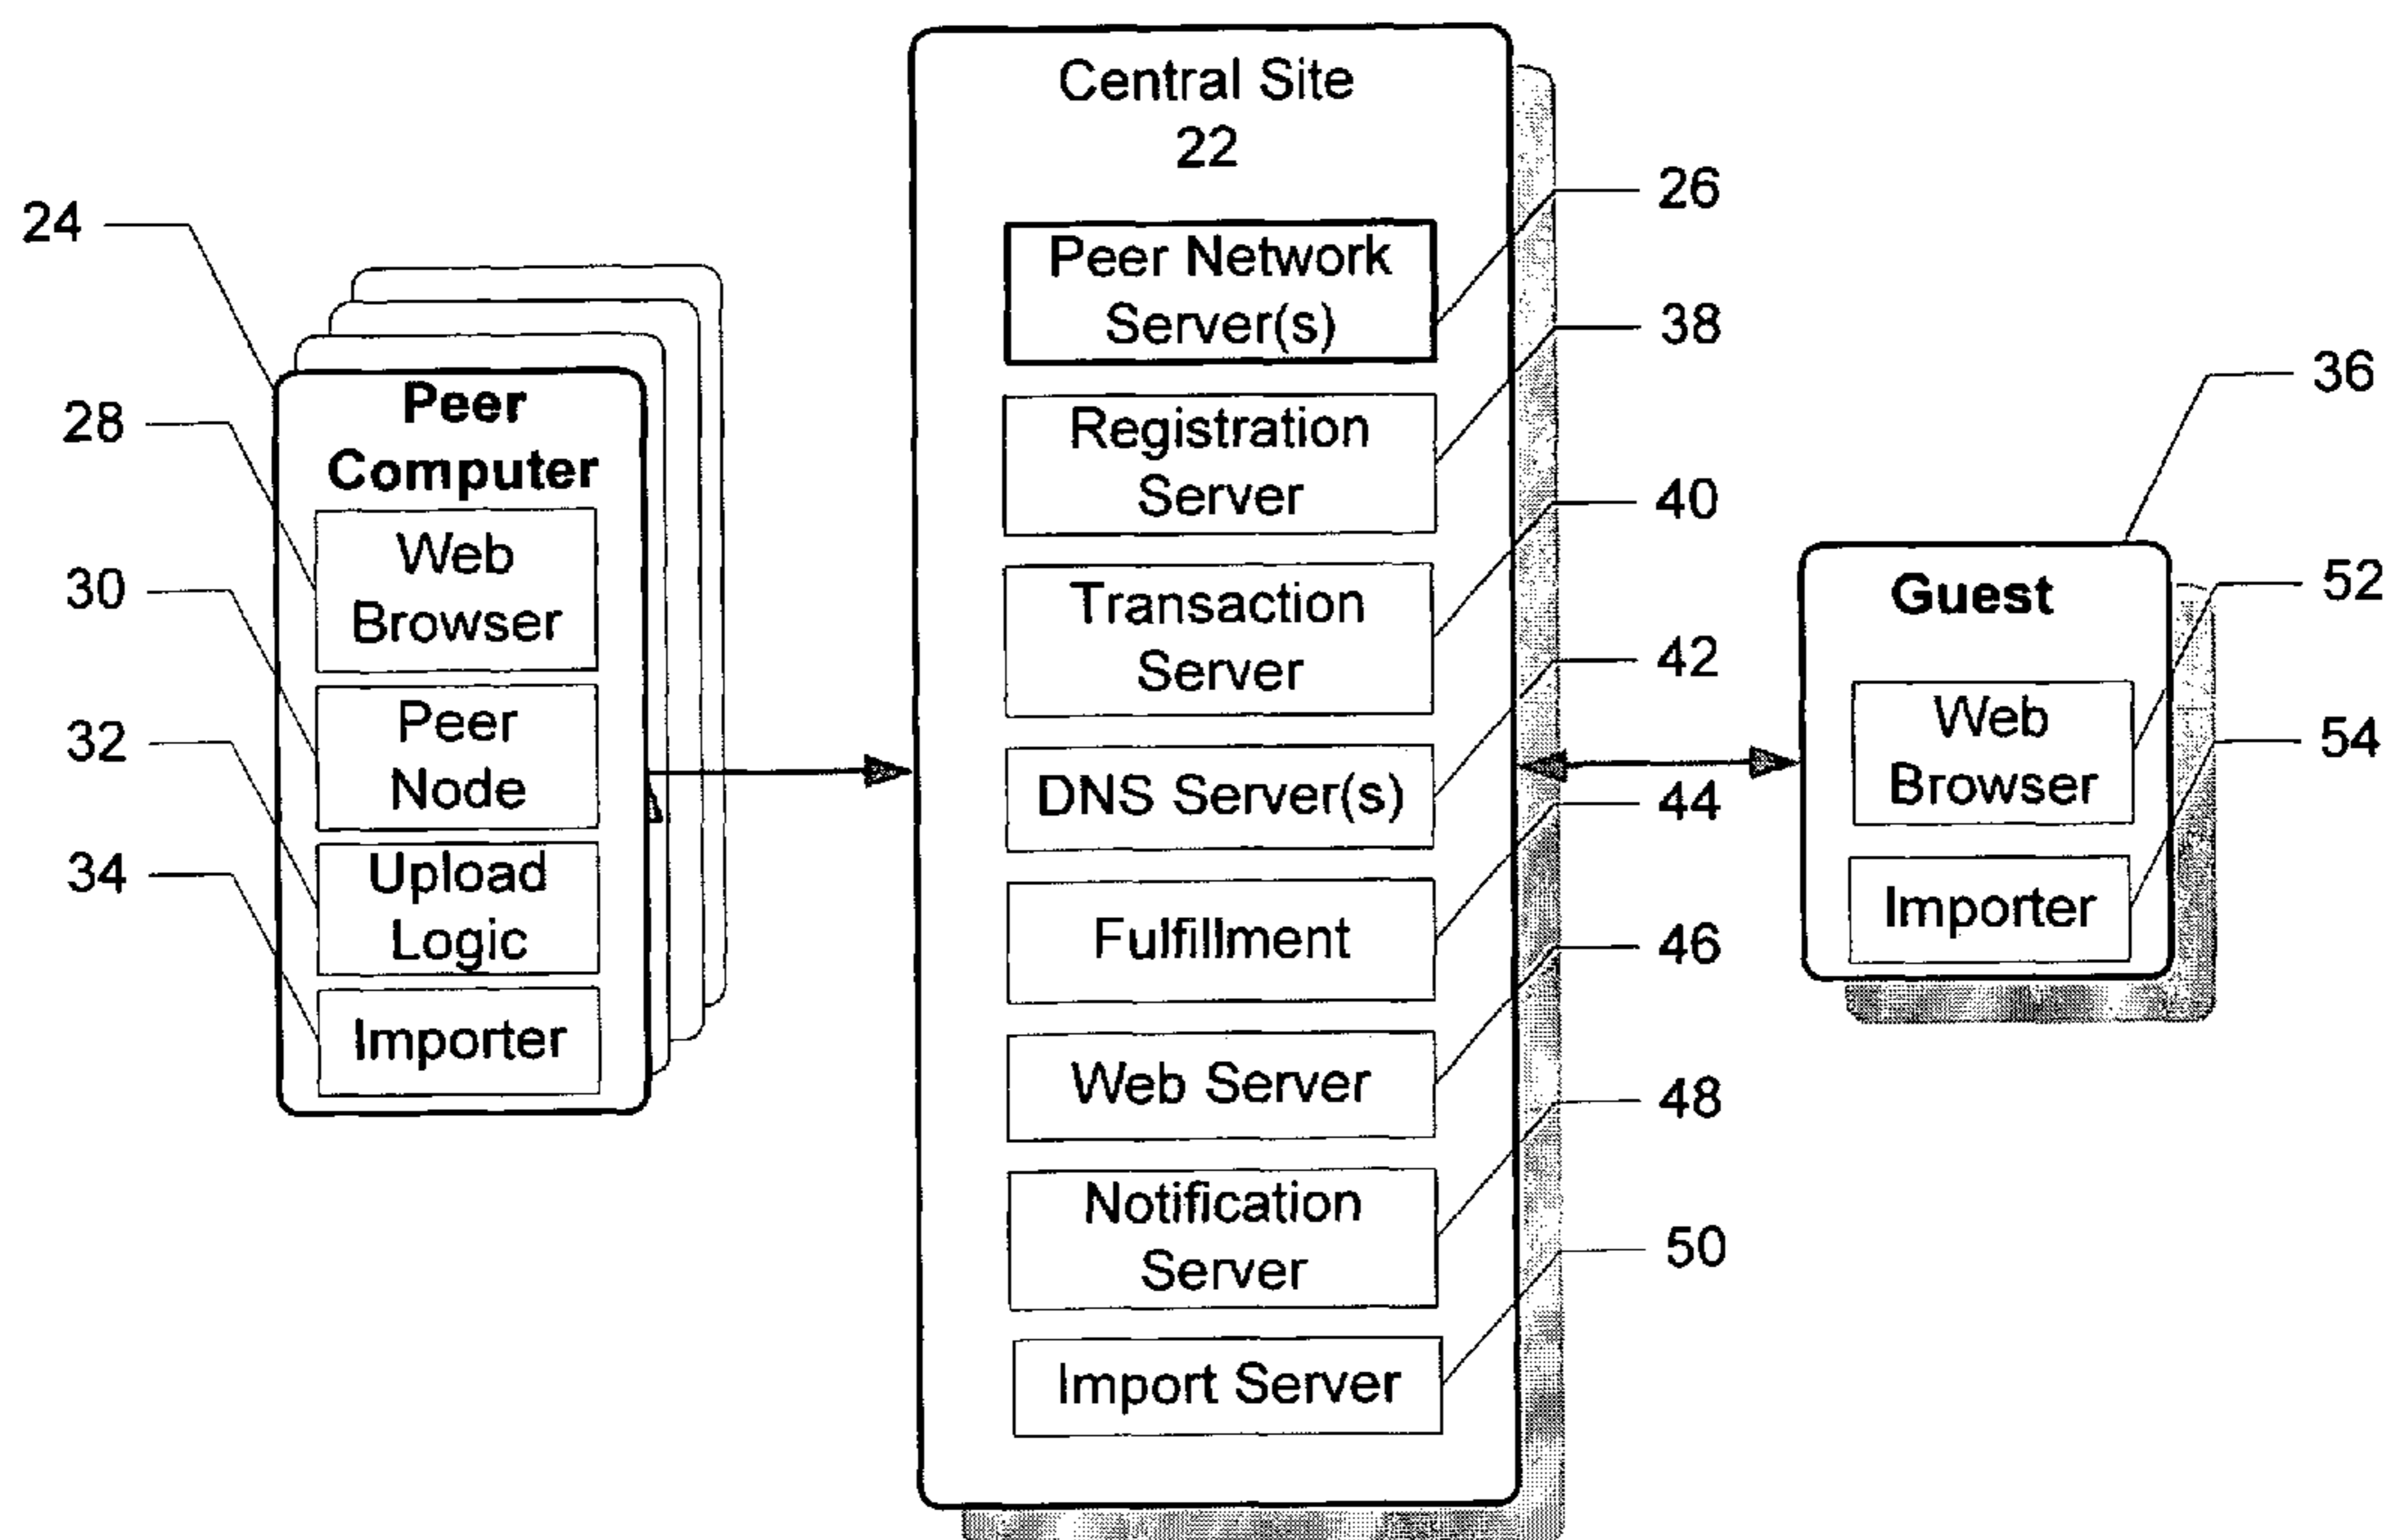 Central Site
22
Peer Network
Server(s)
Registration
Server
Transaction
Server
DNS Server(s)
Fulfillment
Web Server
Notification
Server
Import Server
24
28
30
32
34
Peer
Computer
Web
Browser
Peer
Node
Upload
Logic
Importer
26
38
40
42
44
46
48
50
36
52
54
Guest
Web
Browser
Importer